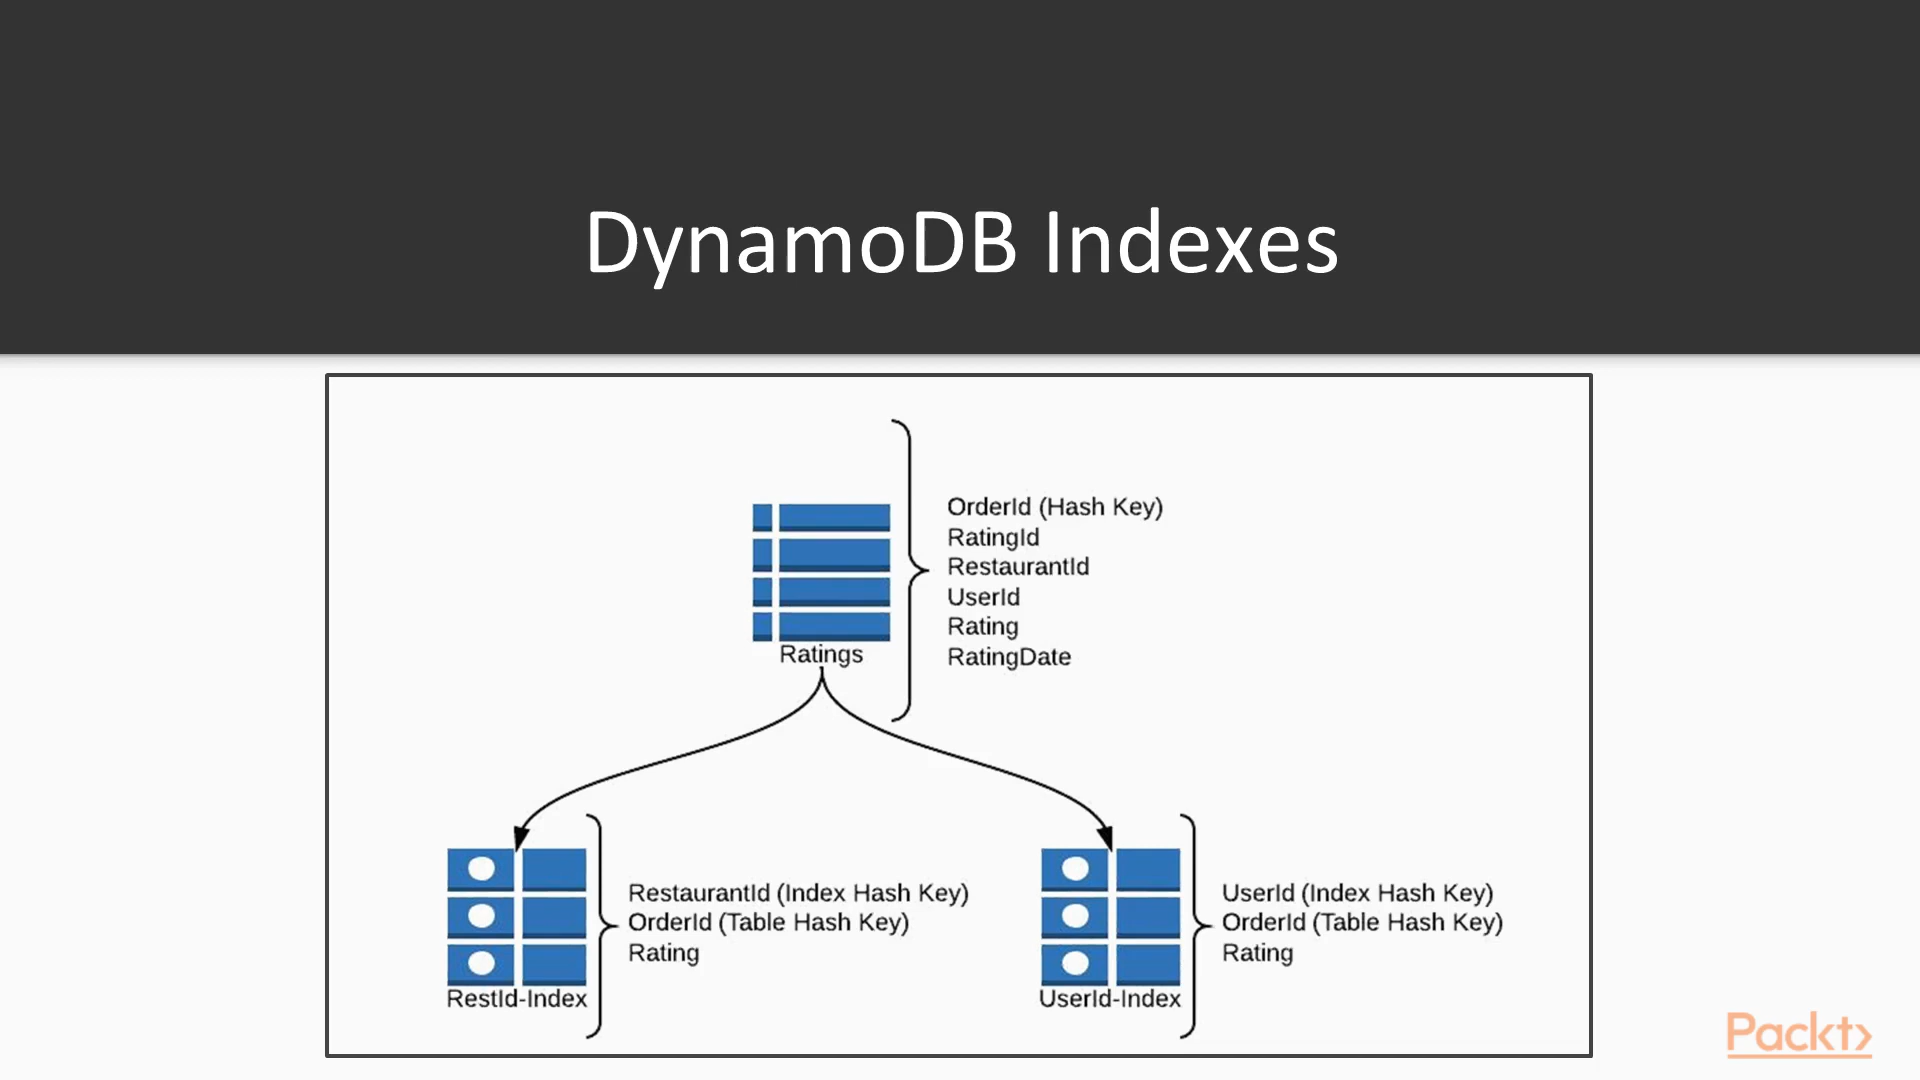 DynamoDB Indexes
OrderId (Hash Key)
RatingId
RestaurantId
UserId
Rating
RatingDate
Ratings
RestaurantId (Index Hash Key)
OrderId (Table Hash Key)
Rating
RestId-Index
UserId (Index Hash Key)
OrderId (Table Hash Key)
Rating
UserId-Index
Packt>